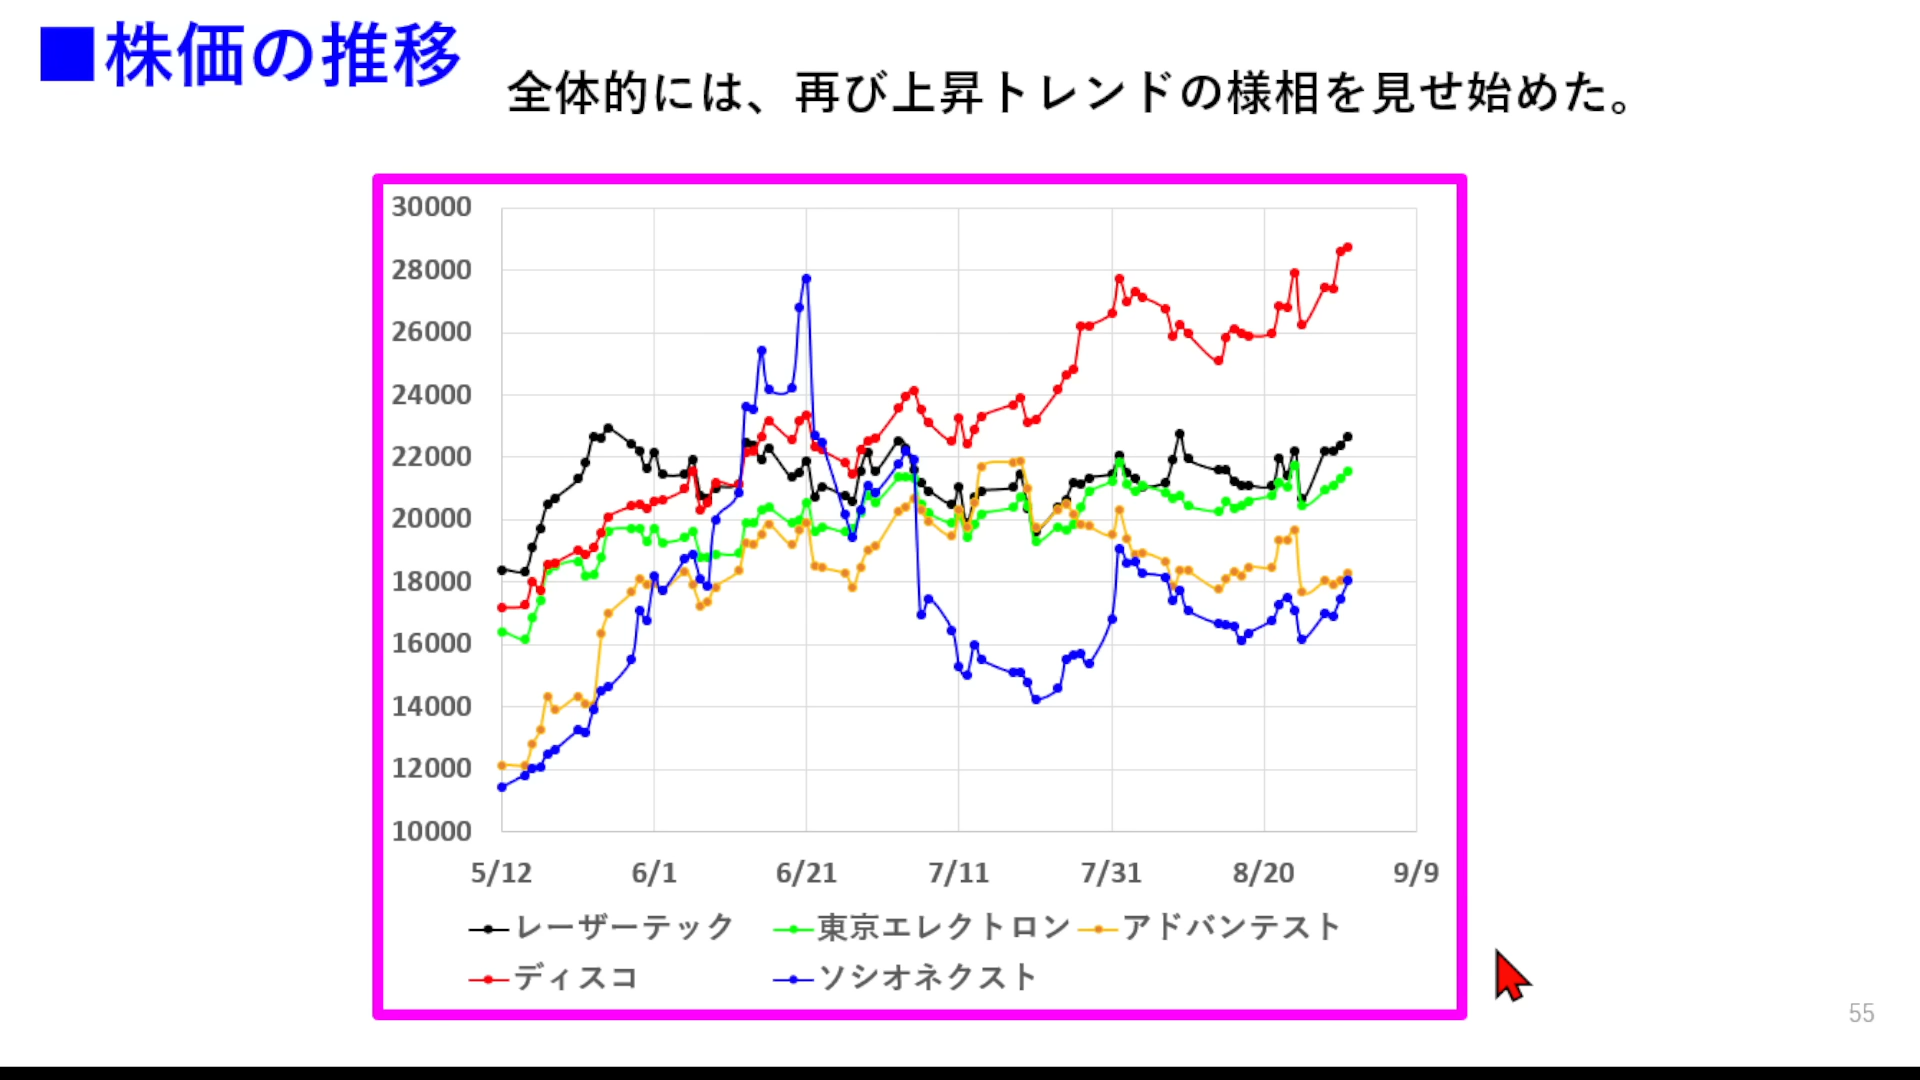 ■株価の推移
全体的には、再び上昇トレンドの様相を見せ始めた。
30000
28000
26000
24000
22000
20000
18000
16000
14000
12000
10000
5/12 6/1 6/21 7/11 7/31 8/20 9/9
レーザーテック 東京エレクトロン アドバンテスト
ディスコ ソシオネクスト
55